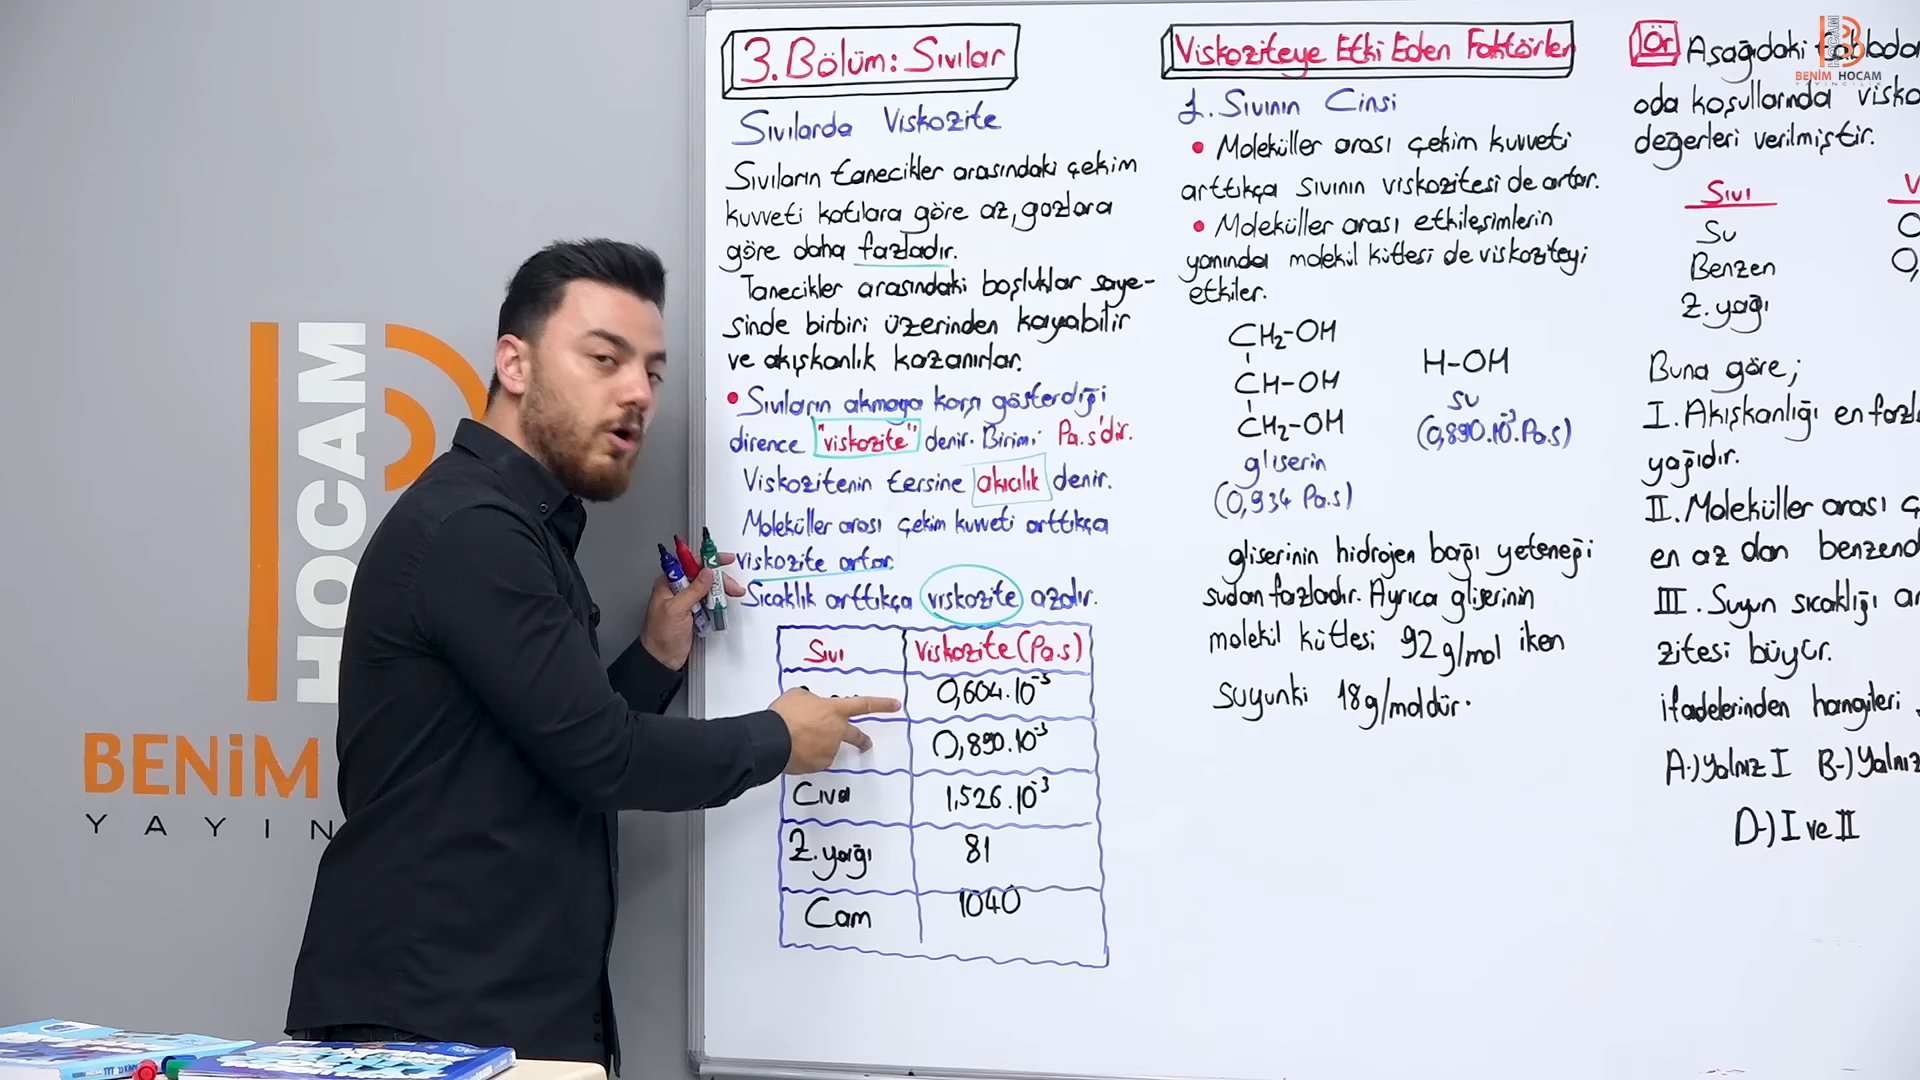 3. Bölüm: Sıvılar
Sıvılarda Viskozite
Sıvıların tanecikler arasındaki çekim
kuvveti katılara göre az, gazlara
göre daha fazladır.
Tanecikler arasındaki boşluklar saye-
sinde birbiri üzerinden kayabilir
ve akışkanlık kazanırlar.
• Sıvıların akmaya karşı gösterdiği
dirence "viskozite" denir. Birimi Pa.s'dir.
Viskozitenin tersine akıcılık denir.
Moleküller arası çekim kuvveti arttıkça
viskozite artar.
Sıcaklık arttıkça viskozite azalır.
Sıvı Viskozite (Pa.s)
0,604.10⁻³
0,890.10⁻³
Cıva 1,526.10⁻³
Z. yağı 81
Cam 1040
Viskoziteye Etki Eden Faktörler
1. Sıvının Cinsi
• Moleküller arası çekim kuvveti
arttıkça sıvının viskozitesi de artar.
• Moleküller arası etkileşimlerin
yanında molekül kütlesi de viskoziteyi
etkiler.
CH₂-OH
CH-OH
CH₂-OH
gliserin
(0,934 Pa.s)
H-OH
su
(0,890.10⁻³ Pa.s)
gliserinin hidrojen bağı yeteneği
sudan fazladır. Ayrıca gliserinin
molekül kütlesi 92 g/mol iken
suyunki 18 g/moldür.
Ör Aşağıdaki
oda koşullarında
değerleri verilmiştir.
Sıvı
Su
Benzen
Z. yağı
Buna göre;
I. Akışkanlığı en
yağıdır.
II. Moleküller arası
en az olan
III. Suyun sıcaklığı
zitesi büyür.
ifadelerinden hangileri
A-) Yalnız I B-) Yalnız
D-) I ve II
BENİM HOCAM
YAYINCILIK
HOCAM
BENİM
YAYIN